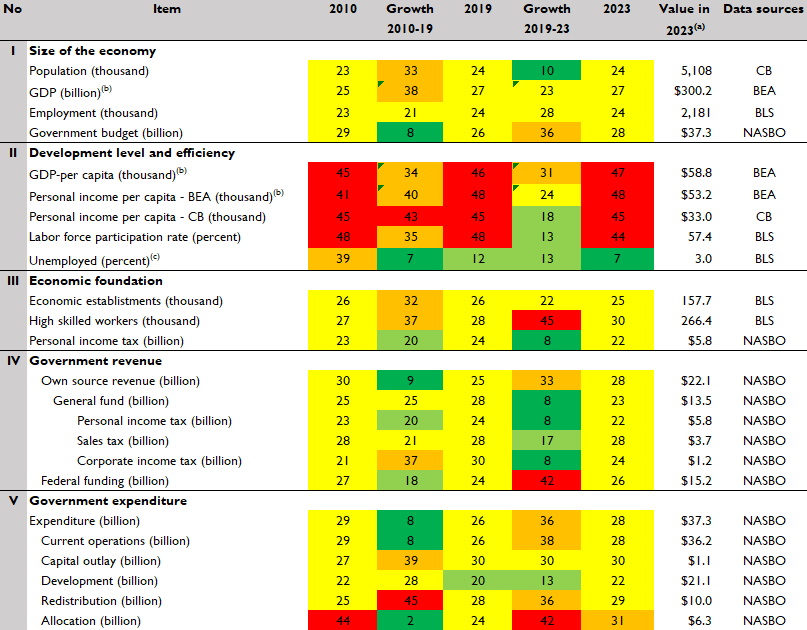 No Item 2010 Growth 2010-19 2019 Growth 2019-23 2023 Value in 2023(a) Data sources
I Size of the economy
Population (thousand) 23 33 24 10 24 5,108 CB
GDP (billion)(b) 25 38 27 23 27 $300.2 BEA
Employment (thousand) 23 21 24 28 24 2,181 BLS
Government budget (billion) 29 8 26 36 28 $37.3 NASBO
II Development level and efficiency
GDP-per capita (thousand)(b) 45 34 46 31 47 $58.8 BEA
Personal income per capita - BEA (thousand)(b) 41 40 48 24 48 $53.2 BEA
Personal income per capita - CB (thousand) 45 43 45 18 45 $33.0 CB
Labor force participation rate (percent) 48 35 48 13 44 57.4 BLS
Unemployed (percent)(c) 39 7 12 13 7 3.0 BLS
III Economic foundation
Economic establistments (thousand) 26 32 26 22 25 157.7 BLS
High skilled workers (thousand) 27 37 28 45 30 266.4 BLS
Personal income tax (billion) 23 20 24 8 22 $5.8 NASBO
IV Government revenue
Own source revenue (billion) 30 9 25 33 28 $22.1 NASBO
General fund (billion) 25 25 28 8 23 $13.5 NASBO
Personal income tax (billion) 23 20 24 8 22 $5.8 NASBO
Sales tax (billion) 28 21 28 17 28 $3.7 NASBO
Corporate income tax (billion) 21 37 30 8 24 $1.2 NASBO
Federal funding (billion) 27 18 24 42 26 $15.2 NASBO
V Government expenditure
Expenditure (billion) 29 8 26 36 28 $37.3 NASBO
Current operations (billion) 29 8 26 38 28 $36.2 NASBO
Capital outlay (billion) 27 39 30 30 30 $1.1 NASBO
Development (billion) 22 28 20 13 22 $21.1 NASBO
Redistribution (billion) 25 45 28 36 29 $10.0 NASBO
Allocation (billion) 44 2 24 42 31 $6.3 NASBO